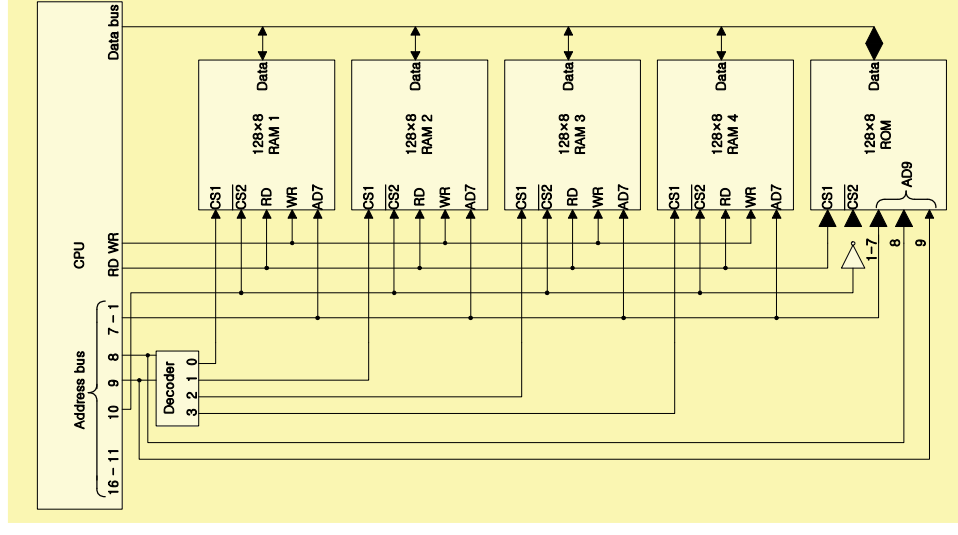 CPU
Address bus
16 – 11
10
9
8
7 – 1
RD
WR
Data bus
Decoder
3
2
1
0
Data
128×8
RAM 1
CS1
CS2
RD
WR
AD7
Data
128×8
RAM 2
CS1
CS2
RD
WR
AD7
Data
128×8
RAM 3
CS1
CS2
RD
WR
AD7
Data
128×8
RAM 4
CS1
CS2
RD
WR
AD7
Data
128×8
ROM
CS1
CS2
AD9
1-7
8
9